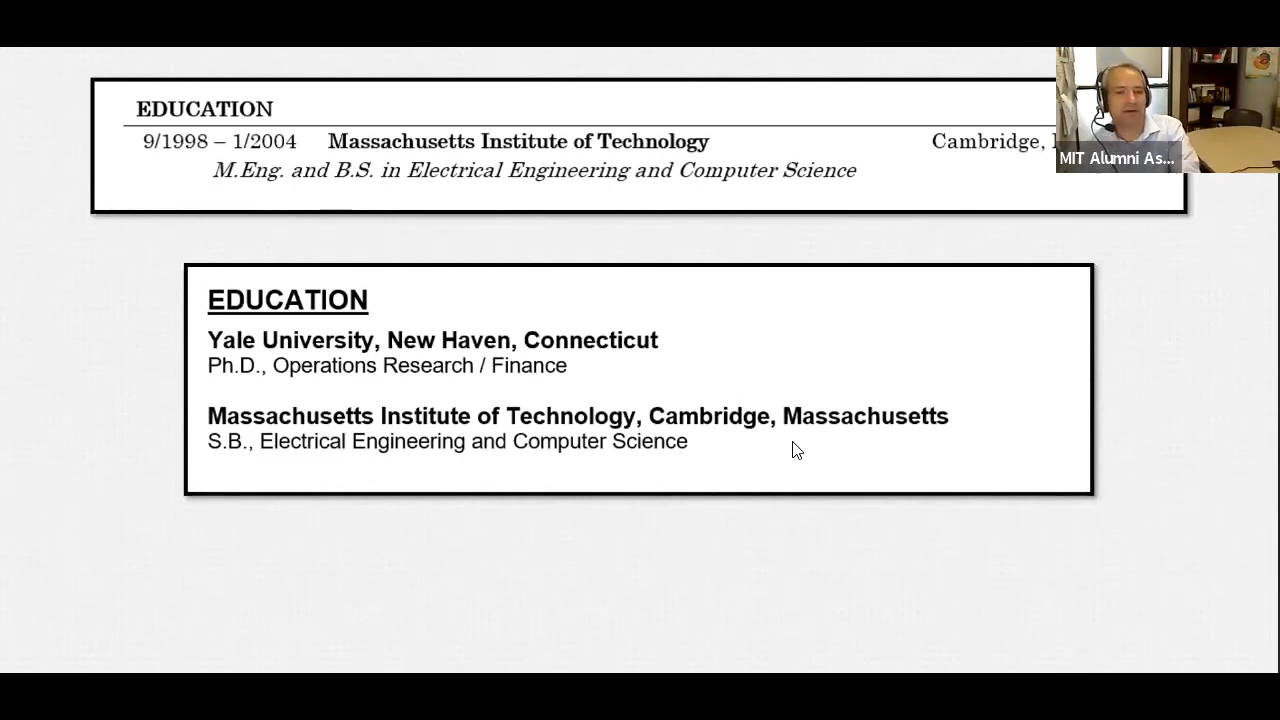 EDUCATION
9/1998 – 1/2004 Massachusetts Institute of Technology Cambridge,
M.Eng. and B.S. in Electrical Engineering and Computer Science
MIT Alumni As...
EDUCATION
Yale University, New Haven, Connecticut
Ph.D., Operations Research / Finance
Massachusetts Institute of Technology, Cambridge, Massachusetts
S.B., Electrical Engineering and Computer Science